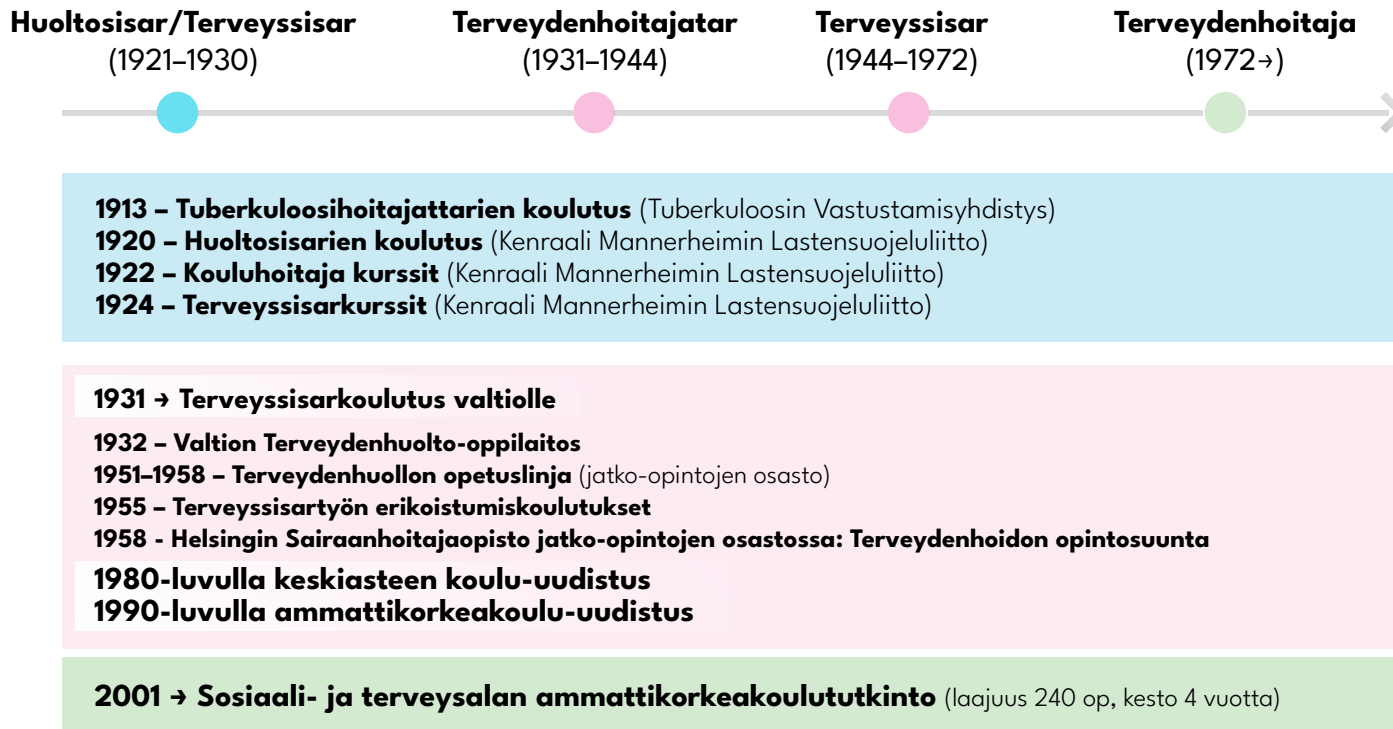 Huoltosisar/Terveyssisar
(1921–1930)
Terveydenhoitajatar
(1931–1944)
Terveyssisar
(1944–1972)
Terveydenhoitaja
(1972→)
1913 – Tuberkuloosihoitajattarien koulutus (Tuberkuloosin Vastustamisyhdistys)
1920 – Huoltosisarien koulutus (Kenraali Mannerheimin Lastensuojeluliitto)
1922 – Kouluhoitaja kurssit (Kenraali Mannerheimin Lastensuojeluliitto)
1924 – Terveyssisarkurssit (Kenraali Mannerheimin Lastensuojeluliitto)
1931 → Terveyssisarkoulutus valtiolle
1932 – Valtion Terveydenhuolto-oppilaitos
1951–1958 – Terveydenhuollon opetuslinja (jatko-opintojen osasto)
1955 – Terveyssisartyön erikoistumiskoulutukset
1958 - Helsingin Sairaanhoitajaopisto jatko-opintojen osastossa: Terveydenhoidon opintosuunta
1980-luvulla keskiasteen koulu-uudistus
1990-luvulla ammattikorkeakoulu-uudistus
2001 → Sosiaali- ja terveysalan ammattikorkeakoulututkinto (laajuus 240 op, kesto 4 vuotta)